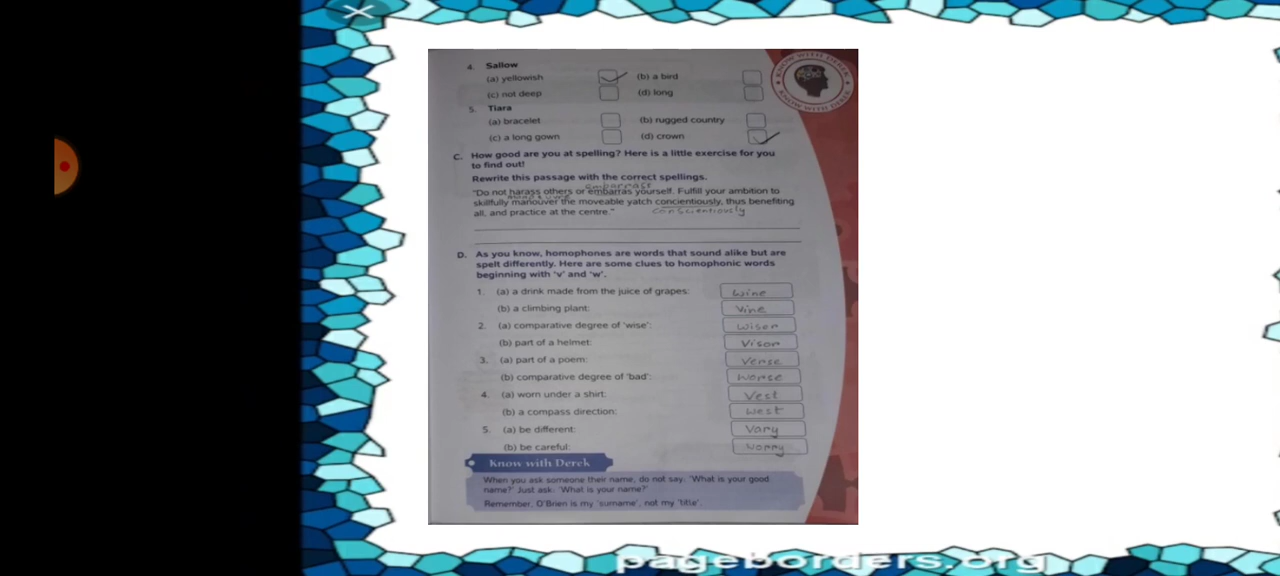 4. Sallow
(a) yellowish (b) a bird
(c) not deep (d) long
5. Tiara
(a) bracelet (b) rugged country
(c) a long gown (d) crown
KNOW WITH DEREK
KNOW WITH DEREK
C. How good are you at spelling? Here is a little exercise for you
to find out!
Rewrite this passage with the correct spellings.
embarrass
"Do not harass others or embarras yourself. Fulfill your ambition to
skillfully manouver the moveable yatch concientiously, thus benefiting
all, and practice at the centre."
conscientiously
D. As you know, homophones are words that sound alike but are
spelt differently. Here are some clues to homophonic words
beginning with 'v' and 'w'.
1. (a) a drink made from the juice of grapes: wine
(b) a climbing plant: Vine
2. (a) comparative degree of 'wise': wiser
(b) part of a helmet: Visor
3. (a) part of a poem: Verse
(b) comparative degree of 'bad': worse
4. (a) worn under a shirt: Vest
(b) a compass direction: west
5. (a) be different: Vary
(b) be careful: worry
Know with Derek
When you ask someone their name, do not say. 'What is your good
name?' Just ask. 'What is your name?'
Remember, O'Brien is my 'surname', not my 'title'.
pageborders.org